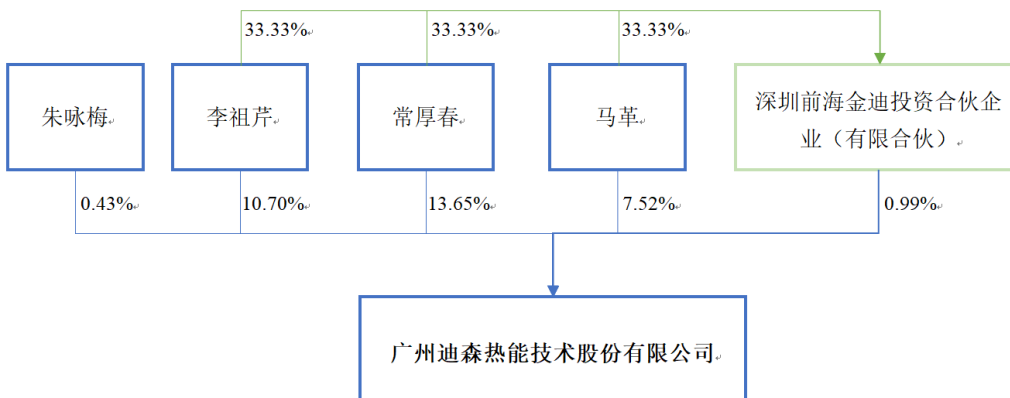 33.33%
33.33%
33.33%
朱咏梅
李祖芹
常厚春
马革
深圳前海金迪投资合伙企
业（有限合伙）
0.43%
10.70%
13.65%
7.52%
0.99%
广州迪森热能技术股份有限公司